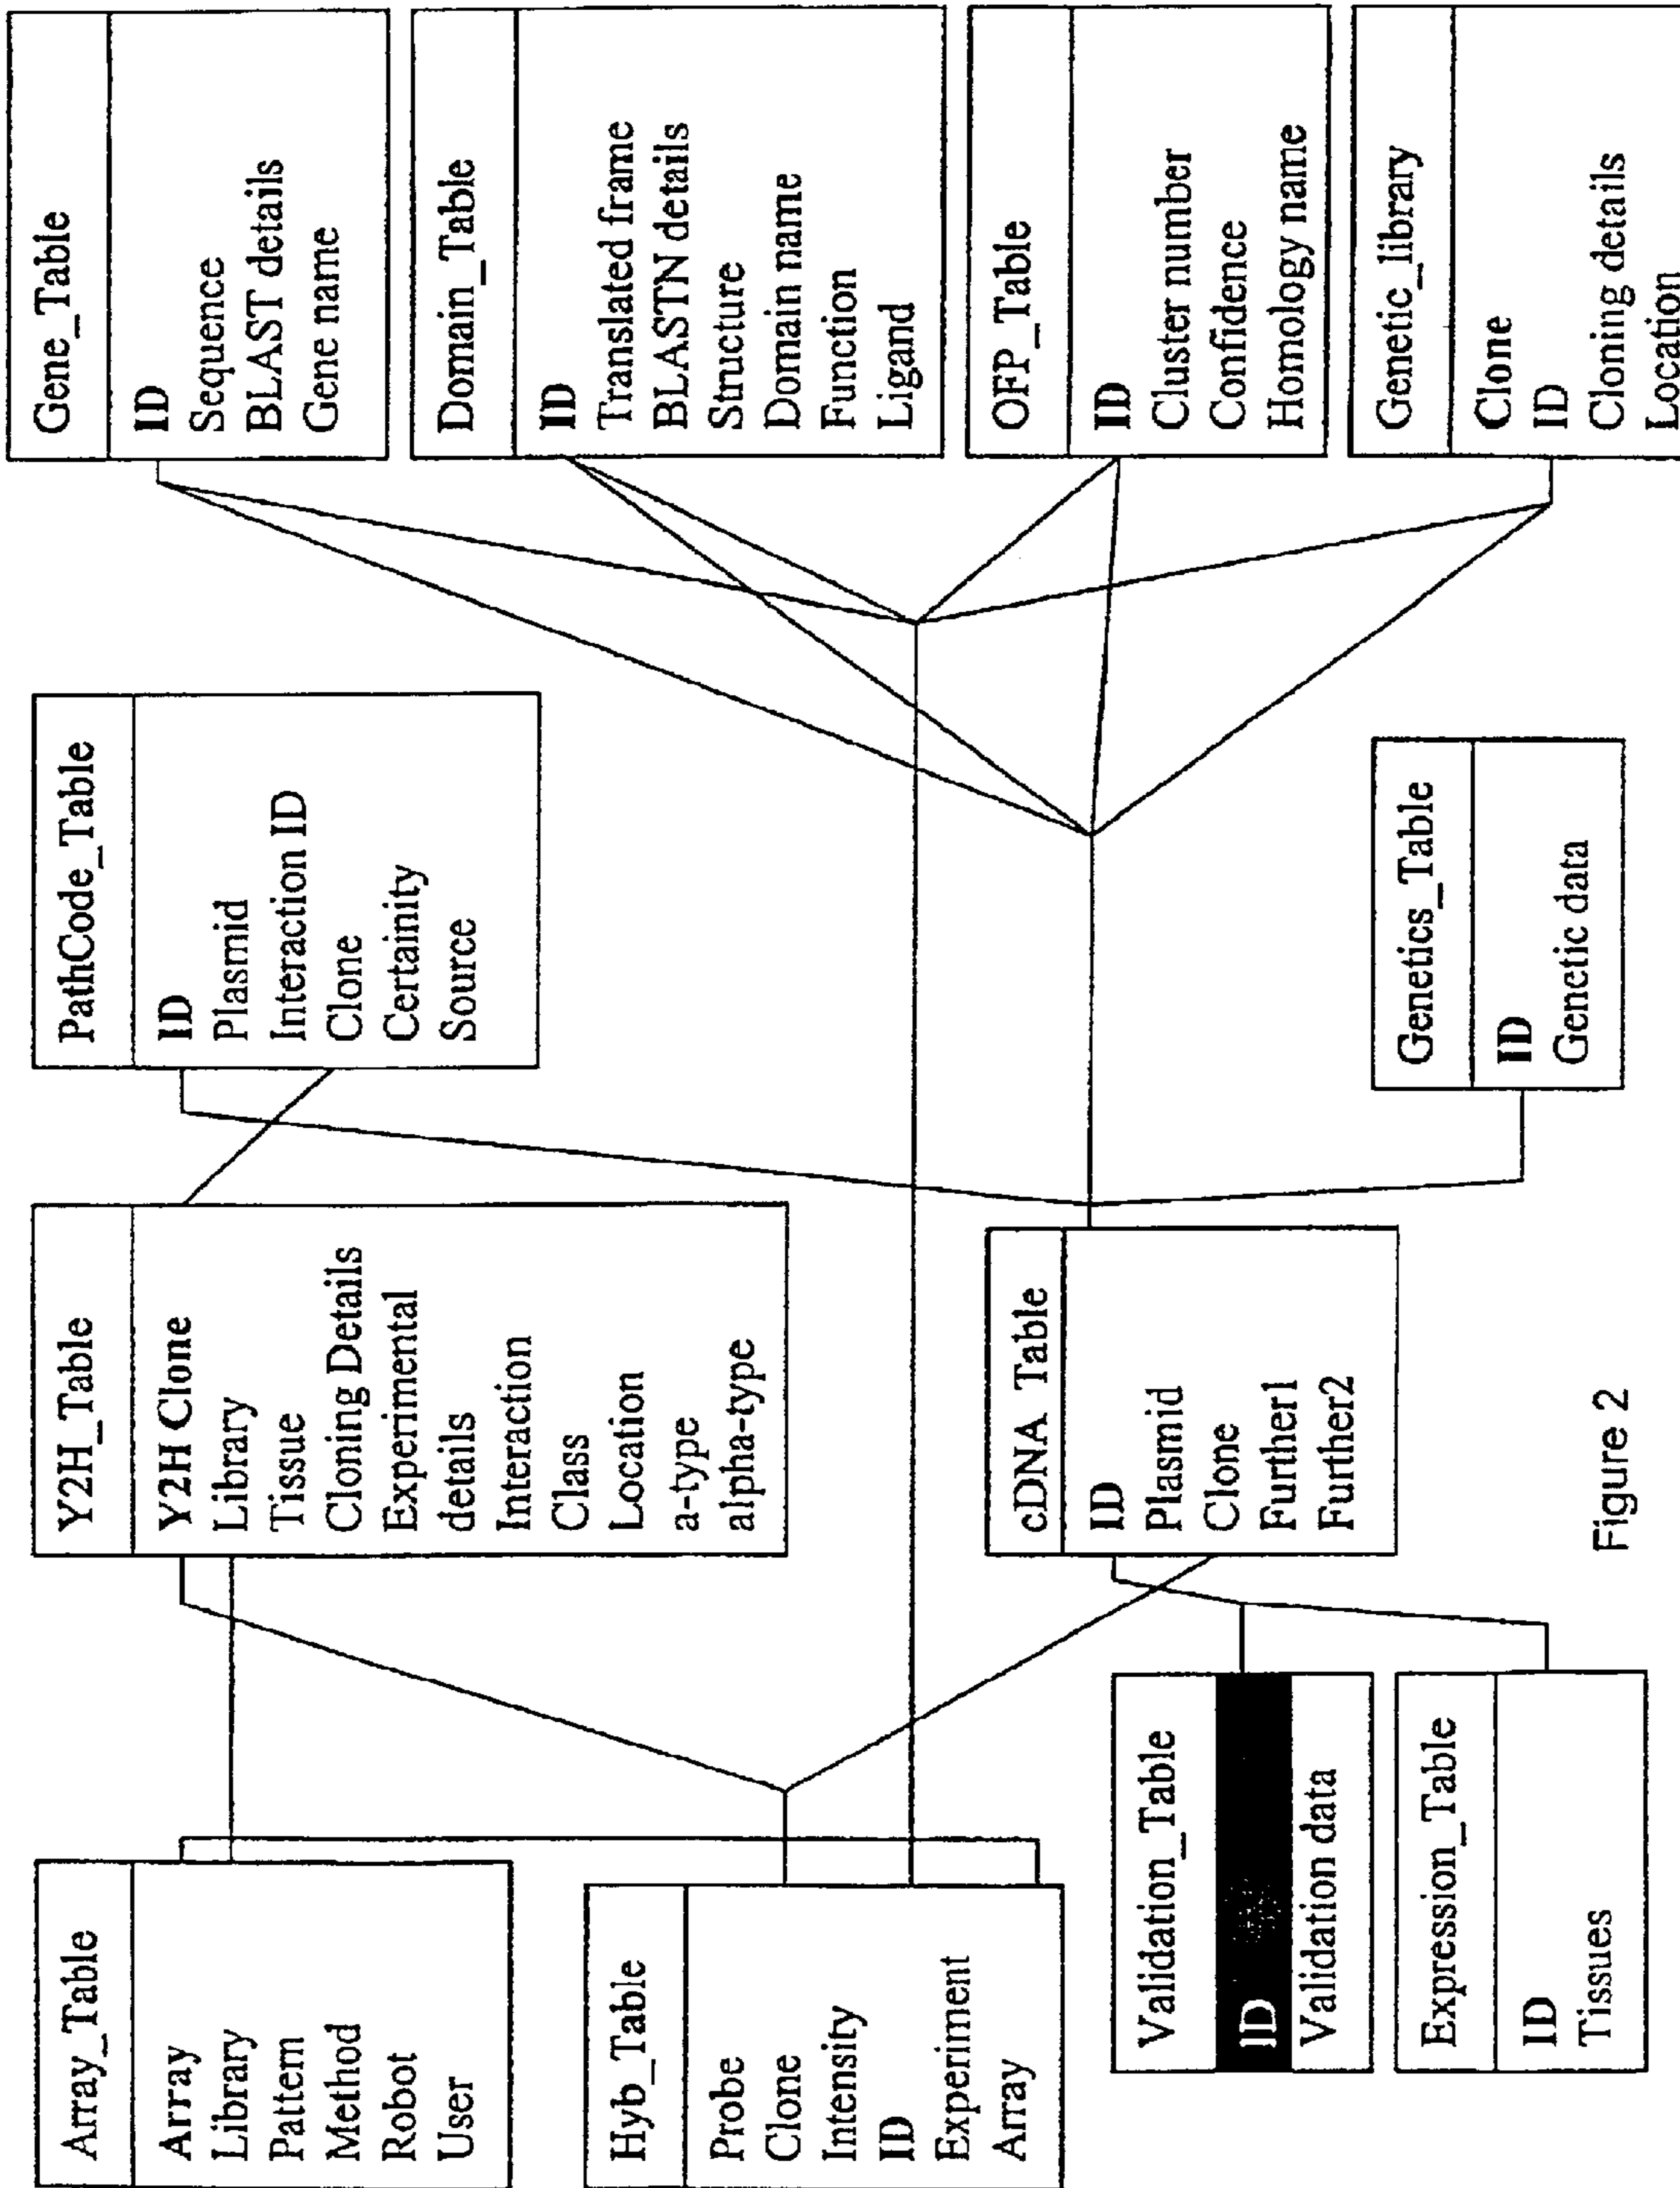 Array_Table
Array
Library
Pattern
Method
Robot
User
Hyb_Table
Probe
Clone
Intensity
ID
Experiment
Array
Validation_Table
ID
Validation data
Expression_Table
ID
Tissues
Y2H_Table
Y2H Clone
Library
Tissue
Cloning Details
Experimental
details
Interaction
Class
Location
a-type
alpha-type
cDNA_Table
ID
Plasmid
Clone
Further1
Further2
PathCode_Table
ID
Plasmid
Interaction ID
Clone
Certainity
Source
Genetics_Table
ID
Genetic data
Gene_Table
ID
Sequence
BLAST details
Gene name
Domain_Table
ID
Translated frame
BLASTN details
Structure
Domain name
Function
Ligand
OFP_Table
ID
Cluster number
Confidence
Homology name
Genetic_library
Clone
ID
Cloning details
Location
Figure 2